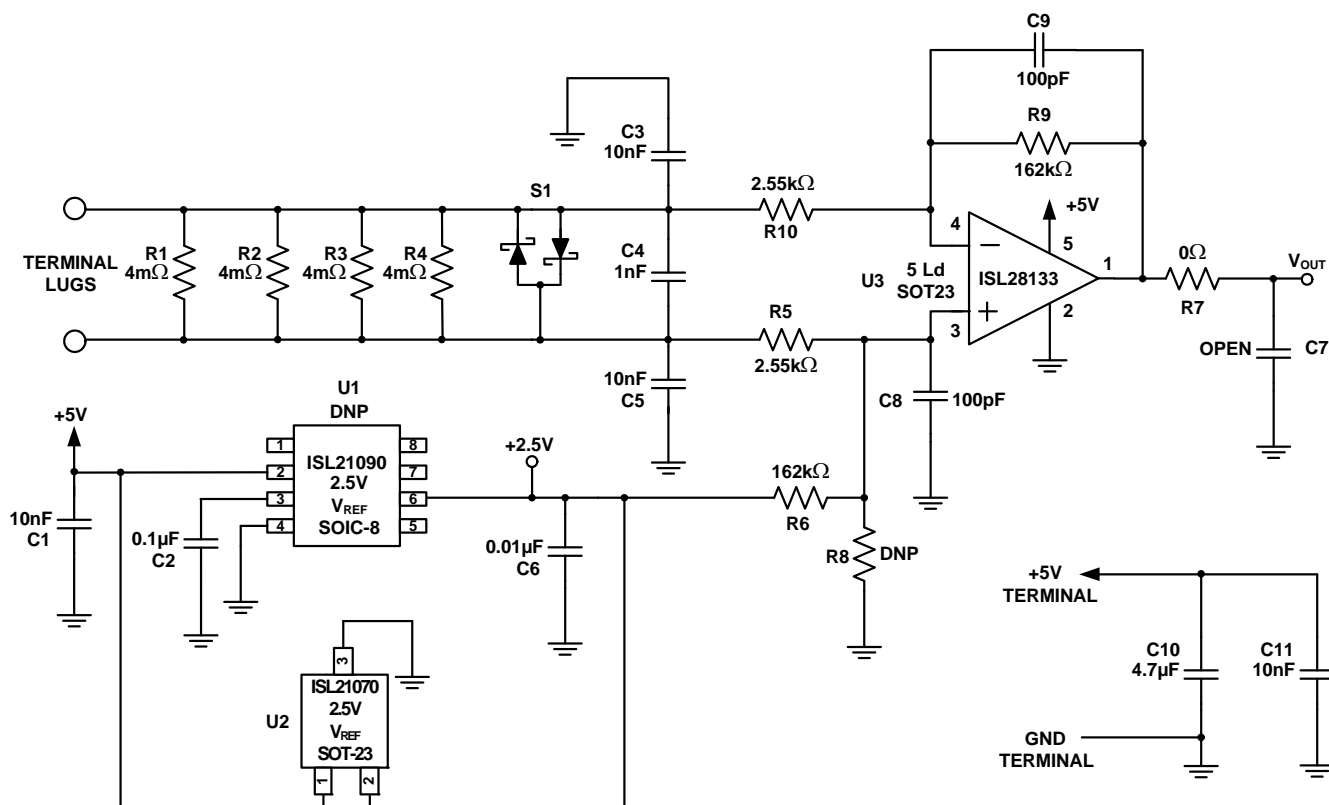 C9
100pF
R9
162kΩ
C3
10nF
S1
2.55kΩ
R10
TERMINAL
LUGS
R1
4mΩ
R2
4mΩ
R3
4mΩ
R4
4mΩ
C4
1nF
+5V
4
5
1
U3
5 Ld
SOT23
ISL28133
3
2
0Ω
R7
VOUT
R5
2.55kΩ
10nF
C5
C8
100pF
OPEN
C7
U1
DNP
+5V
+2.5V
1
2
3
4
ISL21090
2.5V
VREF
SOIC-8
8
7
6
5
10nF
C1
0.1µF
C2
0.01µF
C6
162kΩ
R6
R8
DNP
+5V
TERMINAL
C10
4.7µF
C11
10nF
GND
TERMINAL
U2
3
ISL21070
2.5V
VREF
SOT-23
1
2